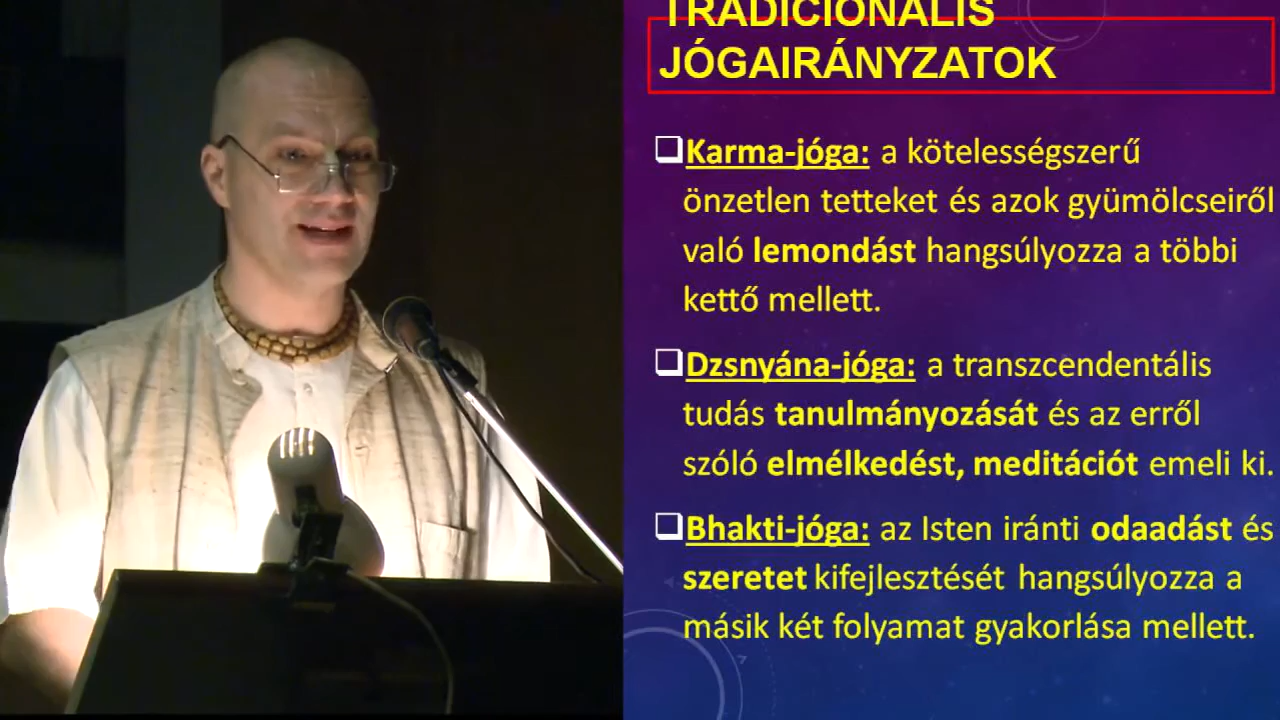 TRADICIONÁLIS
JÓGAIRÁNYZATOK
Karma-jóga: a kötelességszerű
önzetlen tetteket és azok gyümölcseiről
való lemondást hangsúlyozza a többi
kettő mellett.
Dzsnyána-jóga: a transzcendentális
tudás tanulmányozását és az erről
szóló elmélkedést, meditációt emeli ki.
Bhakti-jóga: az Isten iránti odaadást és
szeretet kifejlesztését hangsúlyozza a
másik két folyamat gyakorlása mellett.